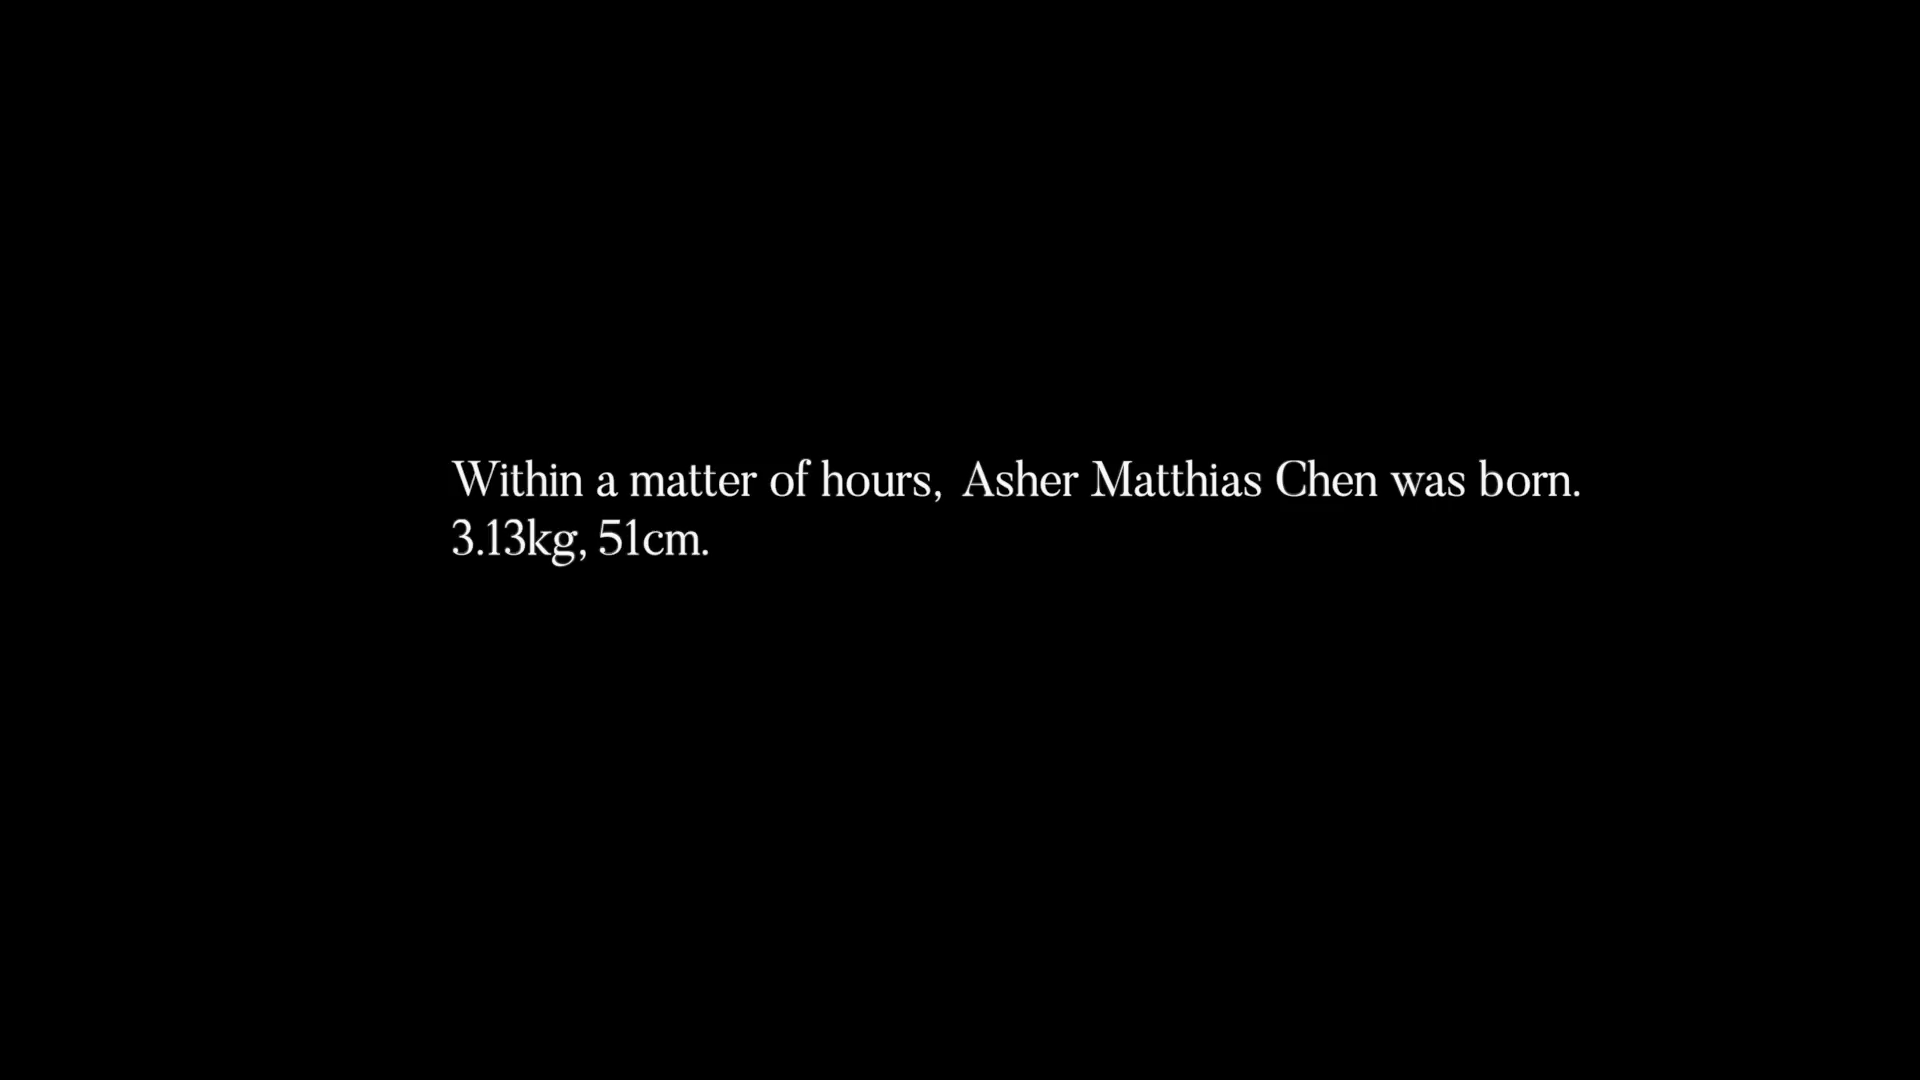 Within a matter of hours,  Asher Matthias Chen was born.
3.13kg, 51cm.